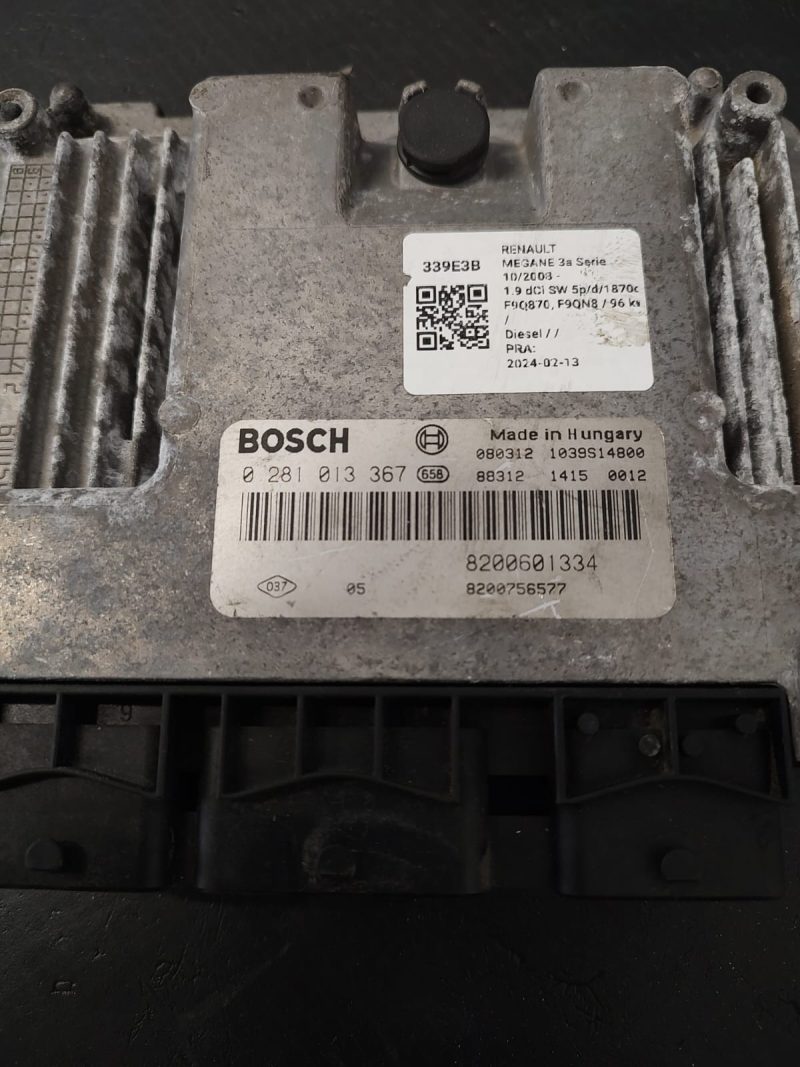 339E3B
RENAULT
MEGANE 3a Serie
10/2008 -
1.9 dCi SW 5p/d/1870c
F9Q870, F9QN8 / 96 kw
/
Diesel / /
PRA:
2024-02-13
BOSCH
Made in Hungary
080312 1039S14800
0 281 013 367 658
88312 1415 0012
8200601334
037 05 8200756577
9